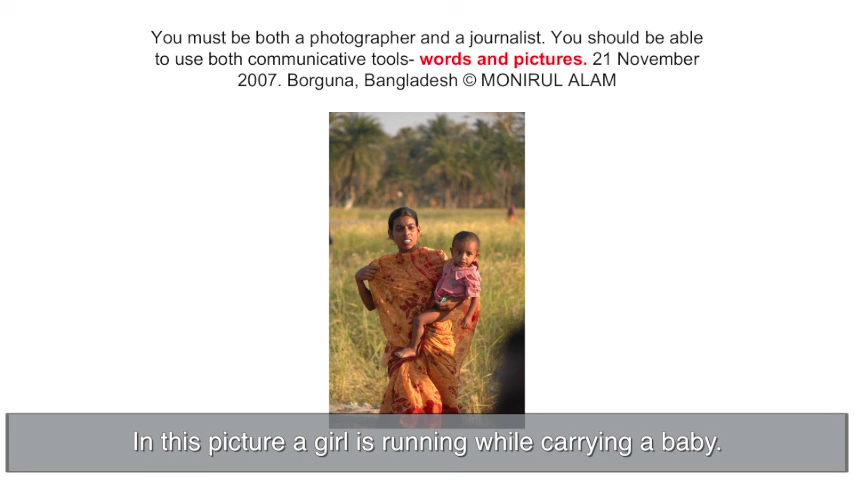 You must be both a photographer and a journalist. You should be able
to use both communicative tools- words and pictures. 21 November
2007. Borguna, Bangladesh © MONIRUL ALAM
In this picture a girl is running while carrying a baby.